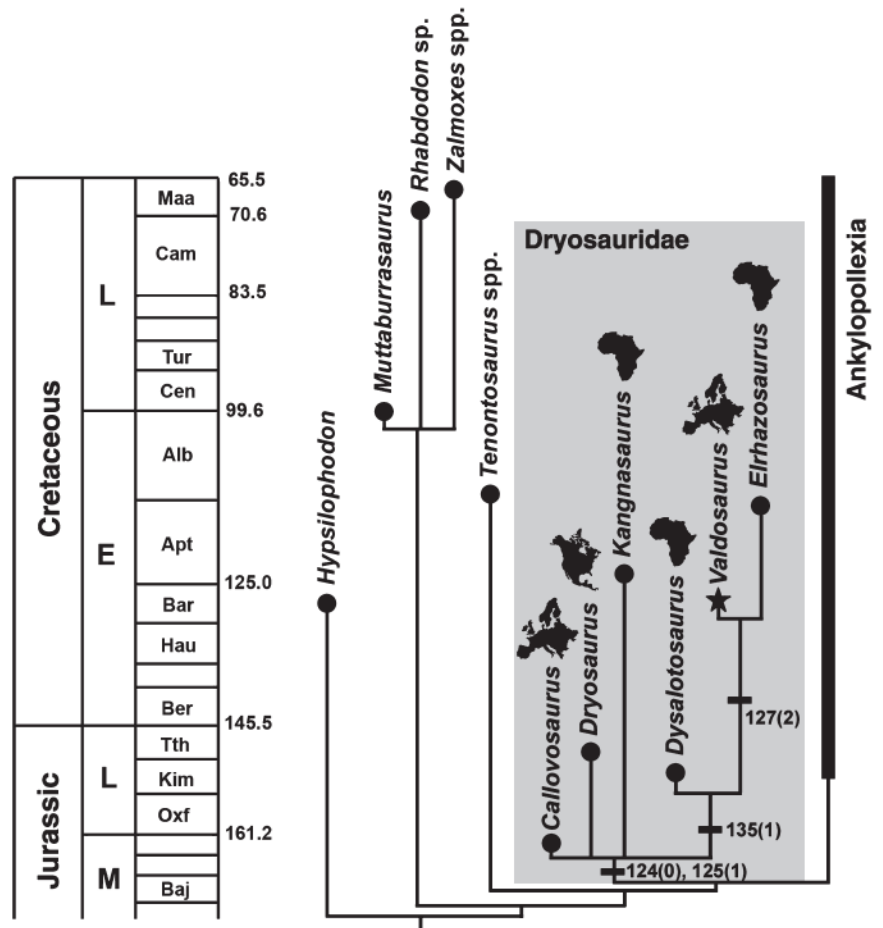 Rhabdodon sp.
Zalmoxes spp.
Muttaburrasaurus
Tenontosaurus spp.
Hypsilophodon
Dryosauridae
Callovosaurus
Dryosaurus
Kangnasaurus
Dysalotosaurus
Valdosaurus
Elrhazosaurus
Ankylopollexia
Cretaceous
Jurassic
L
E
L
M
Maa
Cam
Tur
Cen
Alb
Apt
Bar
Hau
Ber
Tth
Kim
Oxf
Baj
65.5
70.6
83.5
99.6
125.0
145.5
161.2
127(2)
135(1)
124(0), 125(1)